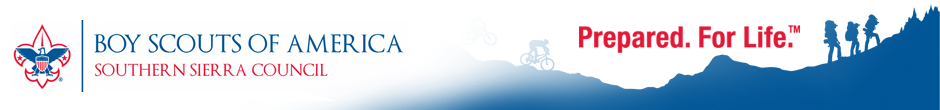 BOY SCOUTS OF AMERICA
SOUTHERN SIERRA COUNCIL
Prepared. For Life.™
®